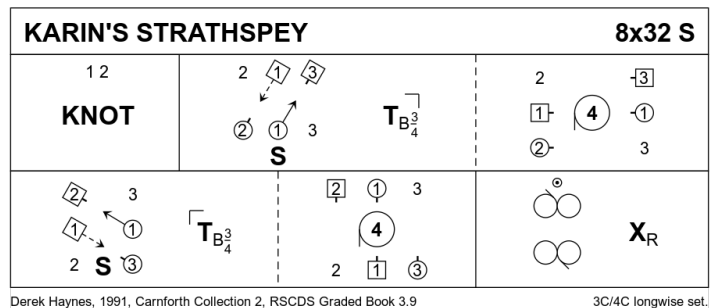 KARIN'S STRATHSPEY 8x32 S
1 2
KNOT
2 1 3
2 1 3
S
T B 3/4
2 3
1 4 1
2 3
2 3
1 1
2 S 3
T B 3/4
2 1 3
4
2 1 3
X R
Derek Haynes, 1991, Carnforth Collection 2, RSCDS Graded Book 3.9 3C/4C longwise set.